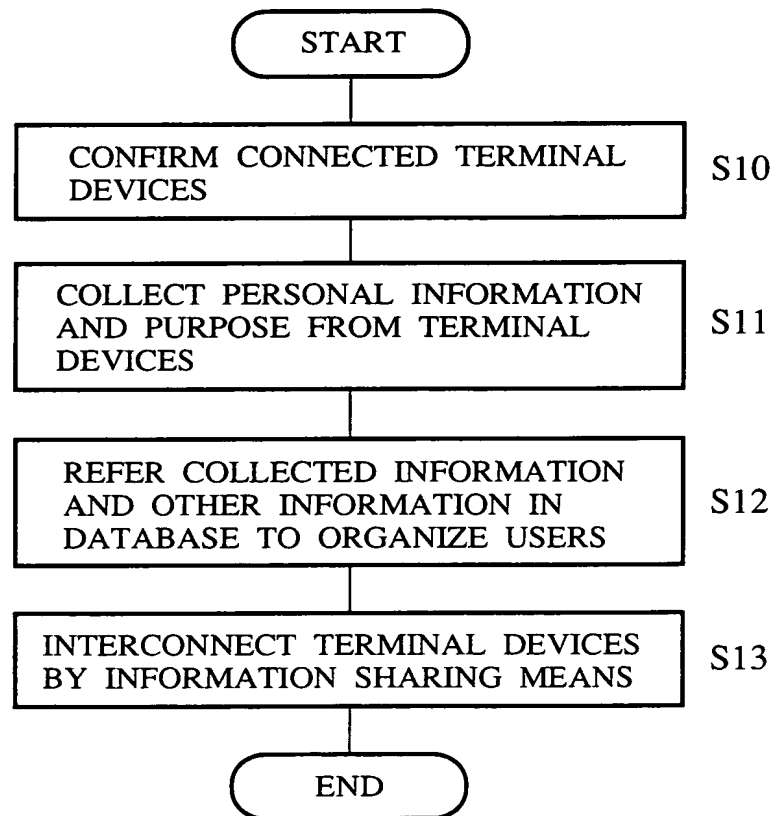 START
CONFIRM CONNECTED TERMINAL
DEVICES
S10
COLLECT PERSONAL INFORMATION
AND PURPOSE FROM TERMINAL
DEVICES
S11
REFER COLLECTED INFORMATION
AND OTHER INFORMATION IN
DATABASE TO ORGANIZE USERS
S12
INTERCONNECT TERMINAL DEVICES
BY INFORMATION SHARING MEANS
S13
END